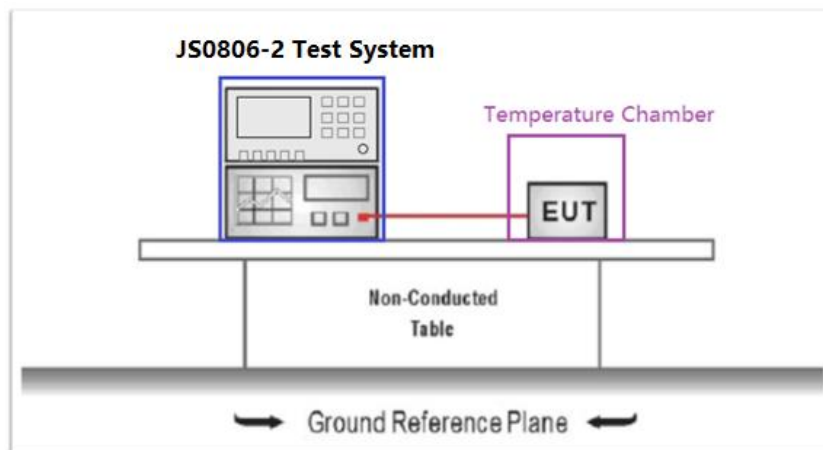 JS0806-2 Test System
Temperature Chamber
EUT
Non-Conducted
Table
Ground Reference Plane